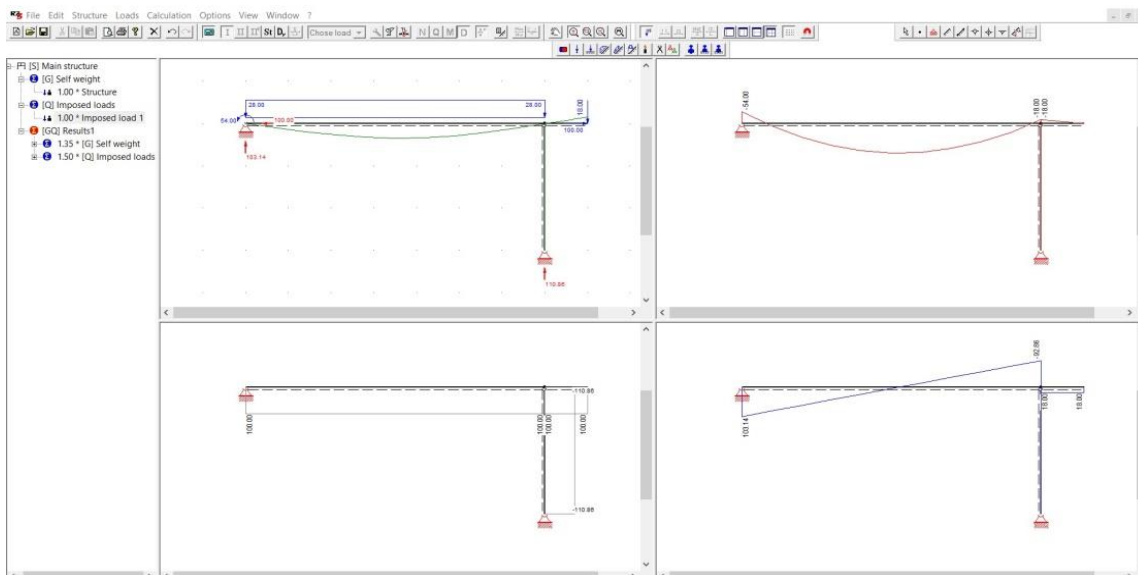 File Edit Structure Loads Calculation Options View Window ?
I II St D N Q M D
Chose load
[S] Main structure
[G] Self weight
1.00 * Structure
[Q] Imposed loads
1.00 * Imposed load 1
[GQ] Results1
1.35 * [G] Self weight
1.50 * [Q] Imposed loads
28.00 28.00 18.00
54.00 100.00 100.00
103.14
110.86
-54.00 -18.00 -18.00
-110.86
100.00 100.00 100.00 100.00
-110.86
-92.86
103.14 18.00 18.00